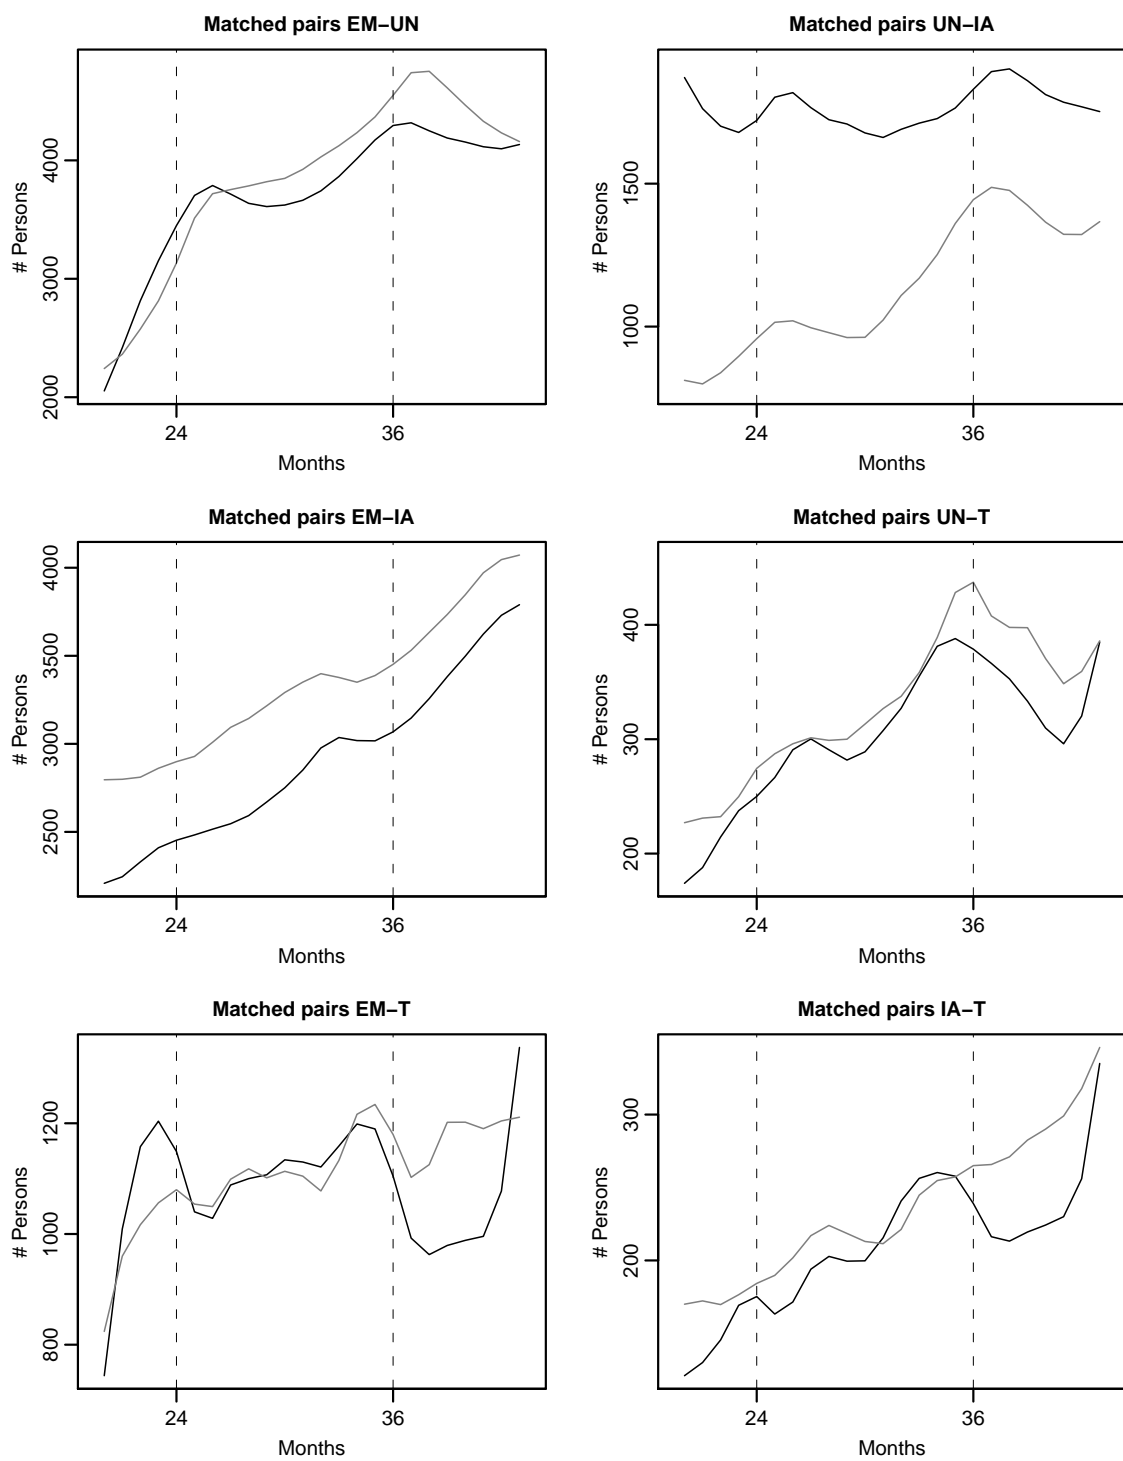 Matched pairs EM−UN
# Persons
2000
3000
4000
24
36
Months
Matched pairs UN−IA
# Persons
1000
1500
24
36
Months
Matched pairs EM−IA
# Persons
2500
3000
3500
4000
24
36
Months
Matched pairs UN−T
# Persons
200
300
400
24
36
Months
Matched pairs EM−T
# Persons
800
1000
1200
24
36
Months
Matched pairs IA−T
# Persons
200
300
24
36
Months